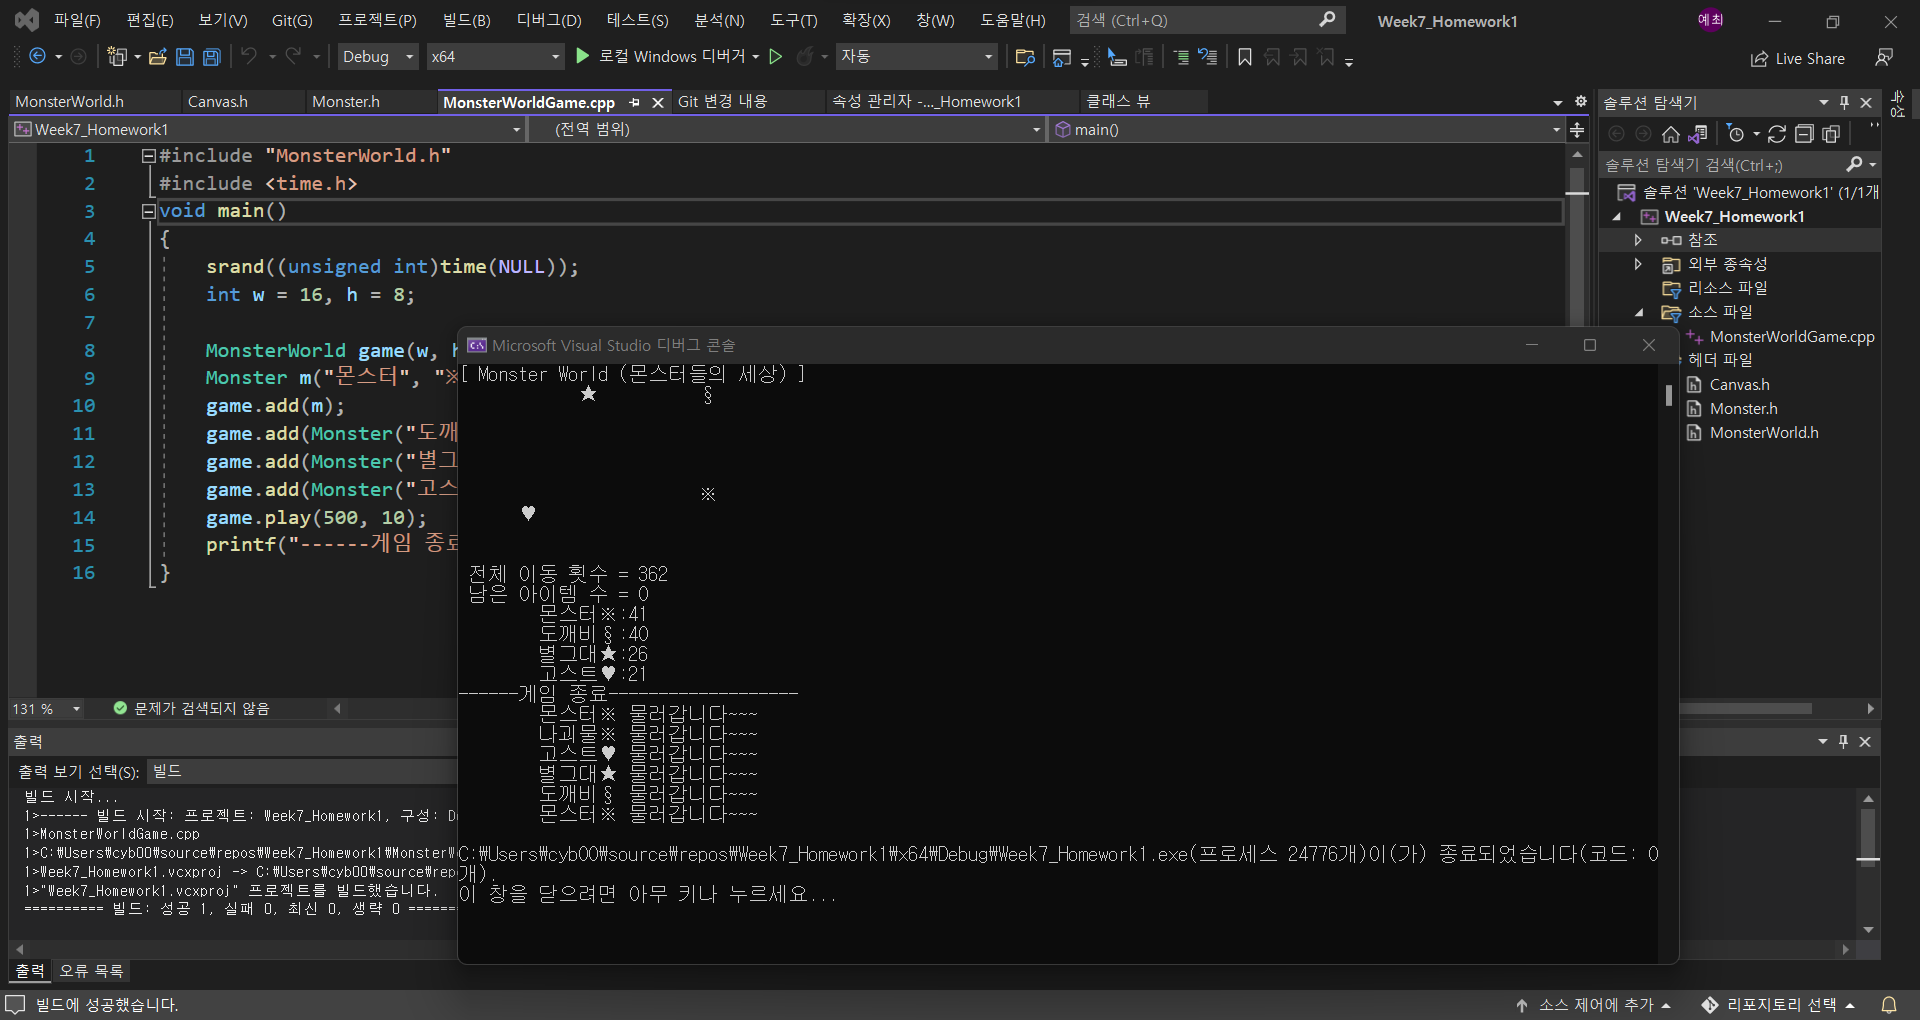 파일(F) 편집(E) 보기(V) Git(G) 프로젝트(P) 빌드(B) 디버그(D) 테스트(S) 분석(N) 도구(T) 확장(X) 창(W) 도움말(H) 검색 (Ctrl+Q) Week7_Homework1 예최
Debug x64 로컬 Windows 디버거 자동 Live Share
MonsterWorld.h Canvas.h Monster.h MonsterWorldGame.cpp Git 변경 내용 속성 관리자 -..._Homework1 클래스 뷰
Week7_Homework1 (전역 범위) main()
1 #include "MonsterWorld.h"
2 #include <time.h>
3 void main()
4 {
5 srand((unsigned int)time(NULL));
6 int w = 16, h = 8;
7
8 MonsterWorld game(w, h
9 Monster m("몬스터", "※
10 game.add(m);
11 game.add(Monster("도깨
12 game.add(Monster("별그
13 game.add(Monster("고스
14 game.play(500, 10);
15 printf("------게임 종료
16 }
131 % 문제가 검색되지 않음
출력
출력 보기 선택(S): 빌드
빌드 시작...
1>------ 빌드 시작: 프로젝트: Week7_Homework1, 구성: D
1>MonsterWorldGame.cpp
1>C:\Users\cyb00\source\repos\Week7_Homework1\MonsterW
1>Week7_Homework1.vcxproj -> C:\Users\cyb00\source\rep
1>"Week7_Homework1.vcxproj" 프로젝트를 빌드했습니다.
========== 빌드: 성공 1, 실패 0, 최신 0, 생략 0 =======
출력 오류 목록
빌드에 성공했습니다. 소스 제어에 추가 리포지토리 선택
Microsoft Visual Studio 디버그 콘솔
[ Monster World (몬스터들의 세상) ]
★ §
※
♥
전체 이동 횟수 = 362
남은 아이템 수 = 0
몬스터※:41
도깨비§:40
별그대★:26
고스트♥:21
------게임 종료-------------------
몬스터※ 물러갑니다~~~
나괴물※ 물러갑니다~~~
고스트♥ 물러갑니다~~~
별그대★ 물러갑니다~~~
도깨비§ 물러갑니다~~~
몬스터※ 물러갑니다~~~
C:\Users\cyb00\source\repos\Week7_Homework1\x64\Debug\Week7_Homework1.exe(프로세스 24776개)이(가) 종료되었습니다(코드: 0
개).
이 창을 닫으려면 아무 키나 누르세요...
솔루션 탐색기
솔루션 탐색기 검색(Ctrl+;)
솔루션 'Week7_Homework1' (1/1개
Week7_Homework1
참조
외부 종속성
리소스 파일
소스 파일
MonsterWorldGame.cpp
헤더 파일
Canvas.h
Monster.h
MonsterWorld.h
속성